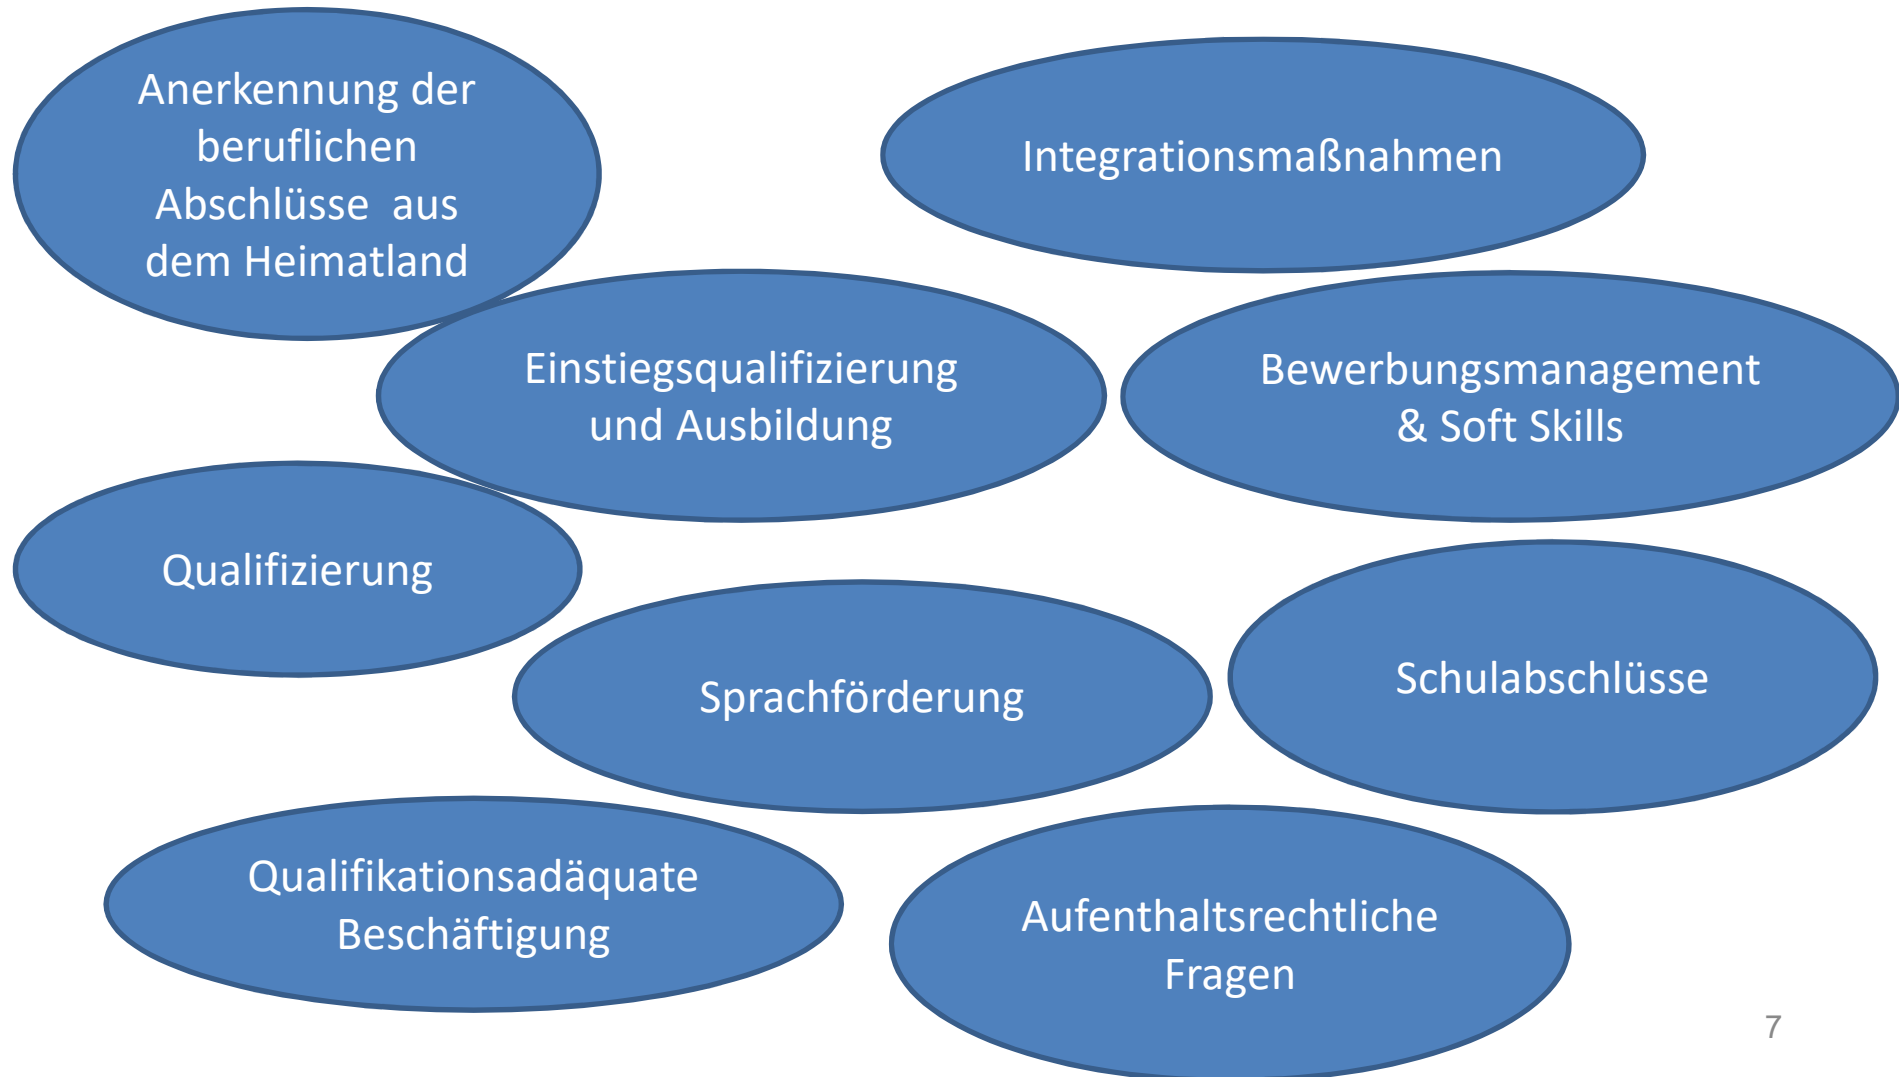 Anerkennung der
beruflichen
Abschlüsse  aus
dem Heimatland
Integrationsmaßnahmen
Einstiegsqualifizierung
und Ausbildung
Bewerbungsmanagement
& Soft Skills
Qualifizierung
Sprachförderung
Schulabschlüsse
Qualifikationsadäquate
Beschäftigung
Aufenthaltsrechtliche
Fragen
7